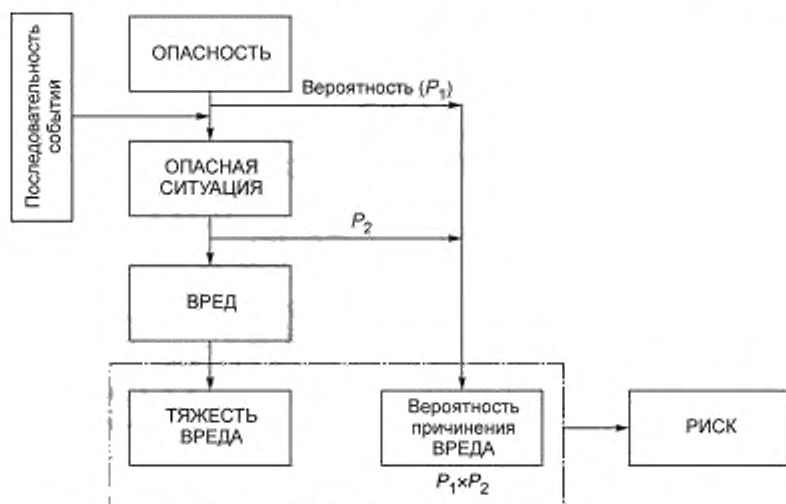 Последовательность
событий
ОПАСНОСТЬ
Вероятность (P₁)
ОПАСНАЯ
СИТУАЦИЯ
P₂
ВРЕД
ТЯЖЕСТЬ
ВРЕДА
Вероятность
причинения
ВРЕДА
P₁×P₂
РИСК